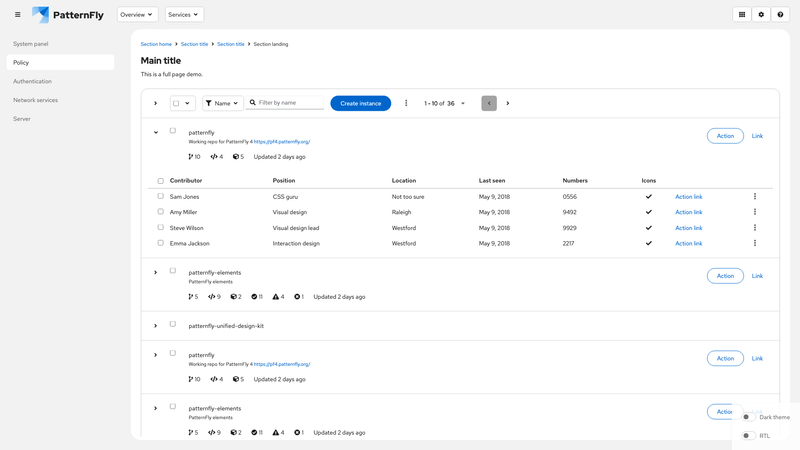 PatternFly
Overview
Services
System panel
Policy
Authentication
Network services
Server
Section home
Section title
Section title
Section landing
Main title
This is a full page demo.
Name
Filter by name
Create instance
1 - 10 of 36
patternfly
Working repo for PatternFly 4 https://pf4.patternfly.org/
10 4 5 Updated 2 days ago
Action
Link
Contributor Position Location Last seen Numbers Icons
Sam Jones CSS guru Not too sure May 9, 2018 0556 Action link
Amy Miller Visual design Raleigh May 9, 2018 9492 Action link
Steve Wilson Visual design lead Westford May 9, 2018 9929 Action link
Emma Jackson Interaction design Westford May 9, 2018 2217 Action link
patternfly-elements
PatternFly elements
5 9 2 11 4 1 Updated 2 days ago
Action
Link
patternfly-unified-design-kit
patternfly
Working repo for PatternFly 4 https://pf4.patternfly.org/
10 4 5 Updated 2 days ago
Action
Link
patternfly-elements
PatternFly elements
5 9 2 11 4 1 Updated 2 days ago
Action
Dark theme
RTL